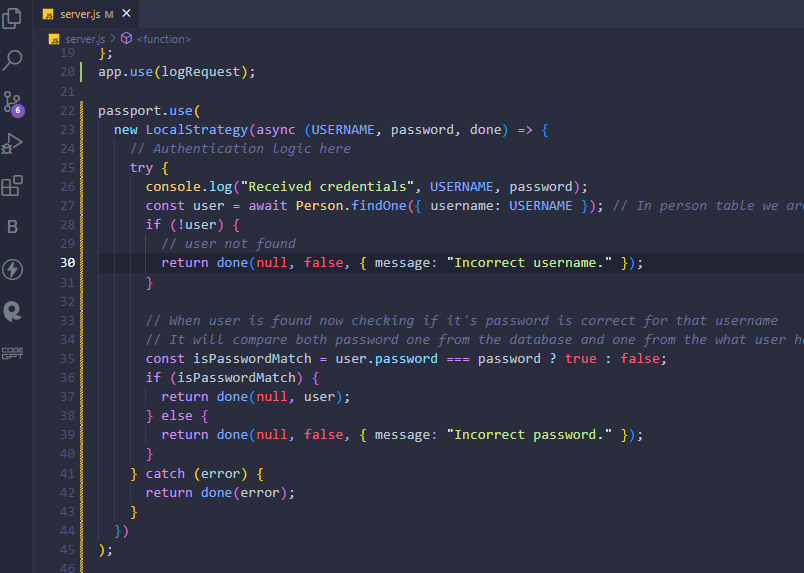 server.js M
server.js <function>
6
B
CODE
GPT
19 };
20 app.use(logRequest);
21
22 passport.use(
23 new LocalStrategy(async (USERNAME, password, done) => {
24 // Authentication logic here
25 try {
26 console.log("Received credentials", USERNAME, password);
27 const user = await Person.findOne({ username: USERNAME }); // In person table we are
28 if (!user) {
29 // user not found
30 return done(null, false, { message: "Incorrect username." });
31 }
32
33 // When user is found now checking if it's password is correct for that username
34 // It will compare both password one from the database and one from the what user
35 const isPasswordMatch = user.password === password ? true : false;
36 if (isPasswordMatch) {
37 return done(null, user);
38 } else {
39 return done(null, false, { message: "Incorrect password." });
40 }
41 } catch (error) {
42 return done(error);
43 }
44 })
45 );
46